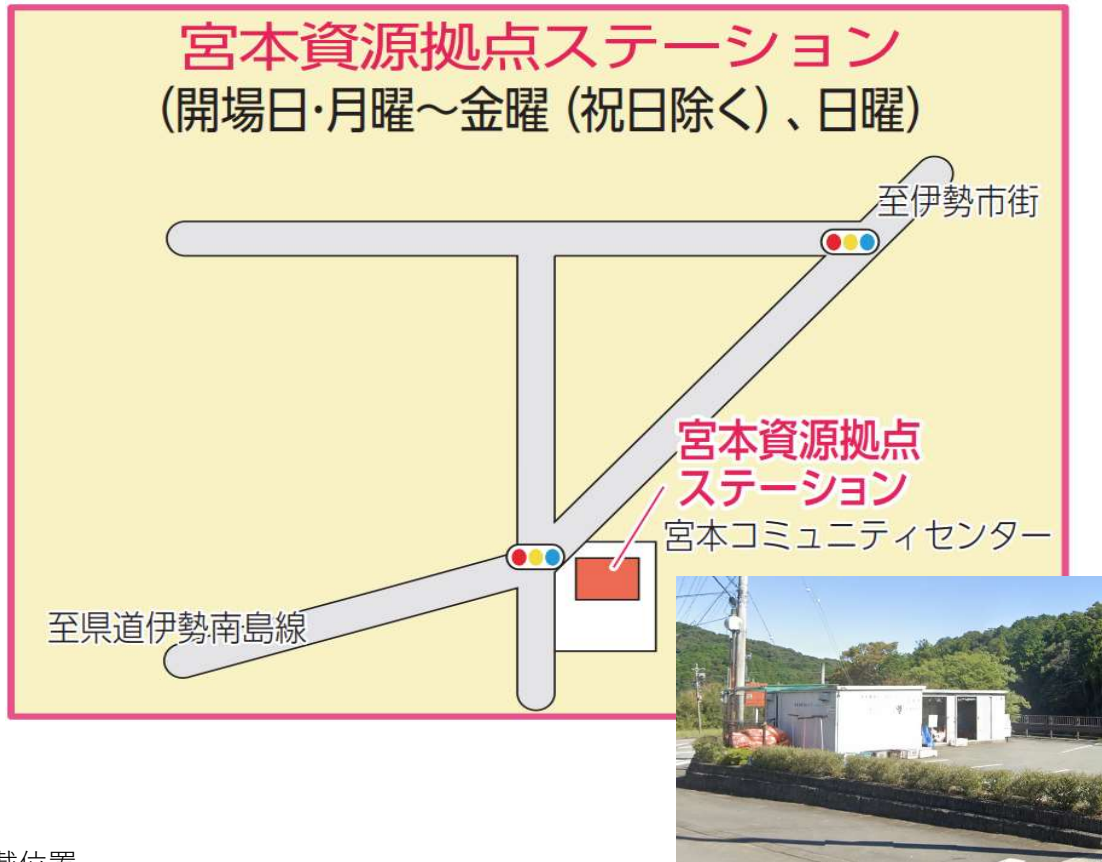 宮本資源拠点ステーション
(開場日･月曜～金曜 (祝日除く) 、日曜)
至伊勢市街
宮本資源拠点
ステーション
宮本コミュニティセンター
至県道伊勢南島線
位置